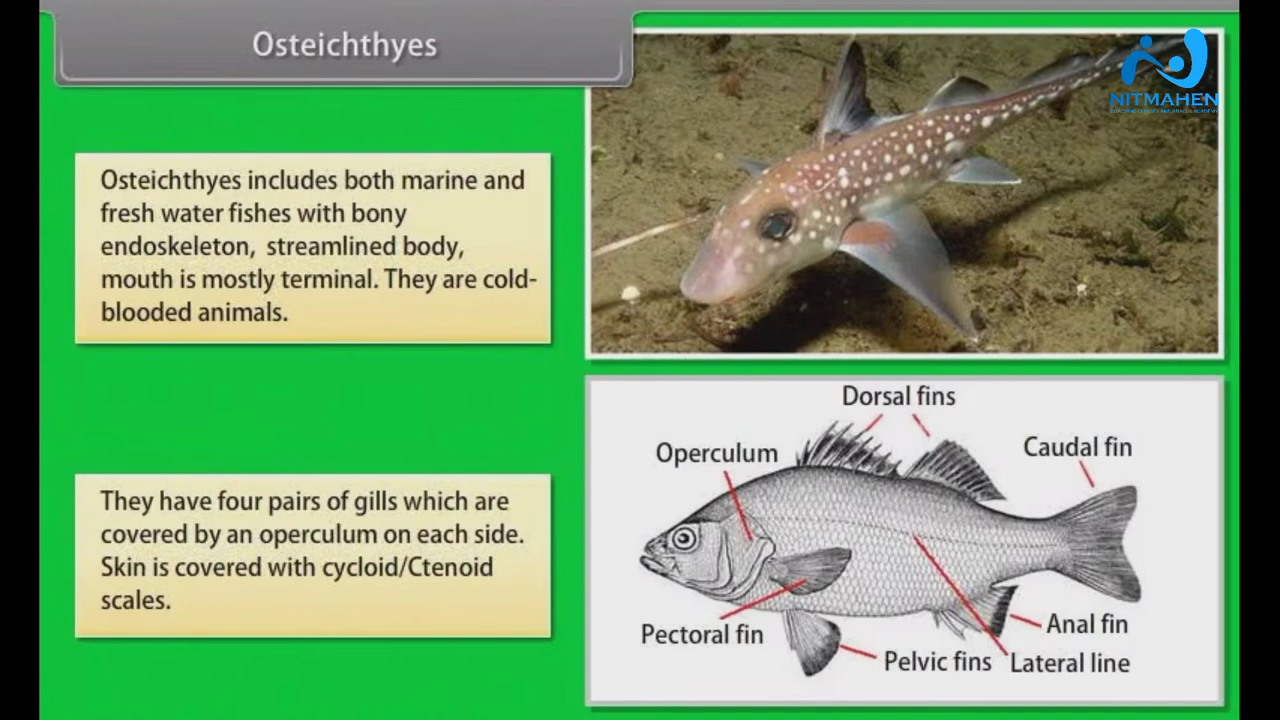 Osteichthyes
NITMAHEN
Osteichthyes includes both marine and
fresh water fishes with bony
endoskeleton, streamlined body,
mouth is mostly terminal. They are cold-
blooded animals.
They have four pairs of gills which are
covered by an operculum on each side.
Skin is covered with cycloid/Ctenoid
scales.
Dorsal fins
Operculum
Caudal fin
Pectoral fin
Anal fin
Pelvic fins
Lateral line